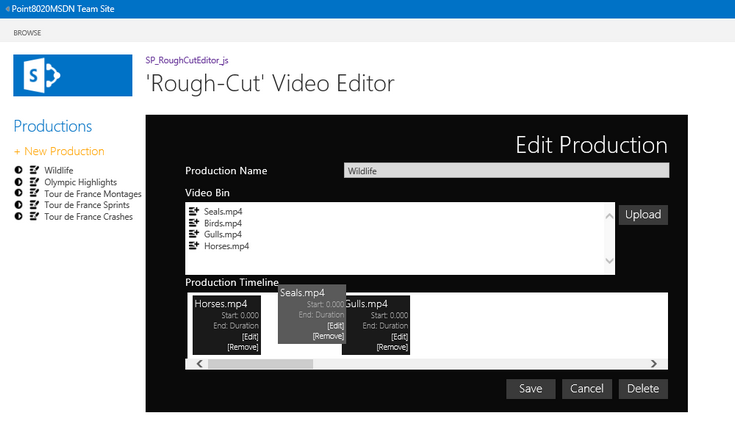 Point8020MSDN Team Site
BROWSE
S
SP_RoughCutEditor_js
'Rough-Cut' Video Editor
Productions
+ New Production
Wildlife
Olympic Highlights
Tour de France Montages
Tour de France Sprints
Tour de France Crashes
Edit Production
Production Name
Wildlife
Video Bin
Seals.mp4
Birds.mp4
Gulls.mp4
Horses.mp4
Upload
Production Timeline
Horses.mp4
Start: 0.000
End: Duration
[Edit]
[Remove]
Seals.mp4
Start: 0.000
End: Duration
[Edit]
[Remove]
Gulls.mp4
Start: 0.000
End: Duration
[Edit]
[Remove]
Save Cancel Delete